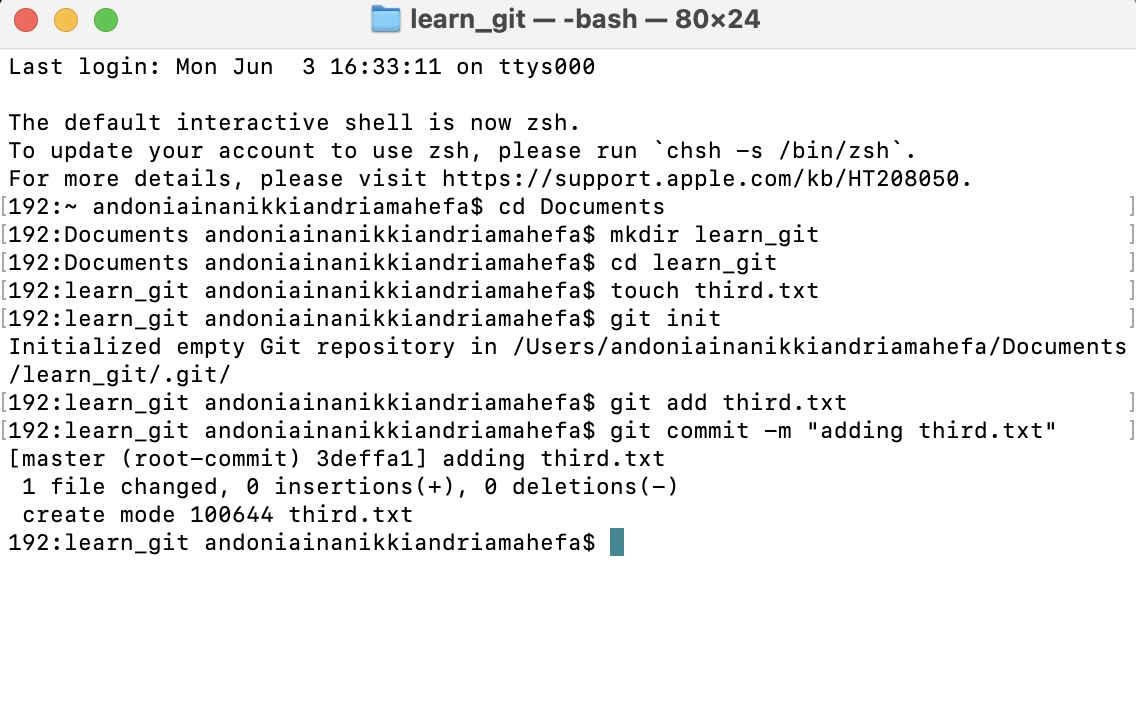 learn_git — -bash — 80×24
Last login: Mon Jun  3 16:33:11 on ttys000
The default interactive shell is now zsh.
To update your account to use zsh, please run `chsh -s /bin/zsh`.
For more details, please visit https://support.apple.com/kb/HT208050.
[192:~ andoniainanikkiandriamahefa$ cd Documents ]
[192:Documents andoniainanikkiandriamahefa$ mkdir learn_git ]
[192:Documents andoniainanikkiandriamahefa$ cd learn_git ]
[192:learn_git andoniainanikkiandriamahefa$ touch third.txt ]
[192:learn_git andoniainanikkiandriamahefa$ git init ]
Initialized empty Git repository in /Users/andoniainanikkiandriamahefa/Documents
/learn_git/.git/
[192:learn_git andoniainanikkiandriamahefa$ git add third.txt ]
[192:learn_git andoniainanikkiandriamahefa$ git commit -m "adding third.txt" ]
[master (root-commit) 3deffa1] adding third.txt
 1 file changed, 0 insertions(+), 0 deletions(-)
 create mode 100644 third.txt
192:learn_git andoniainanikkiandriamahefa$